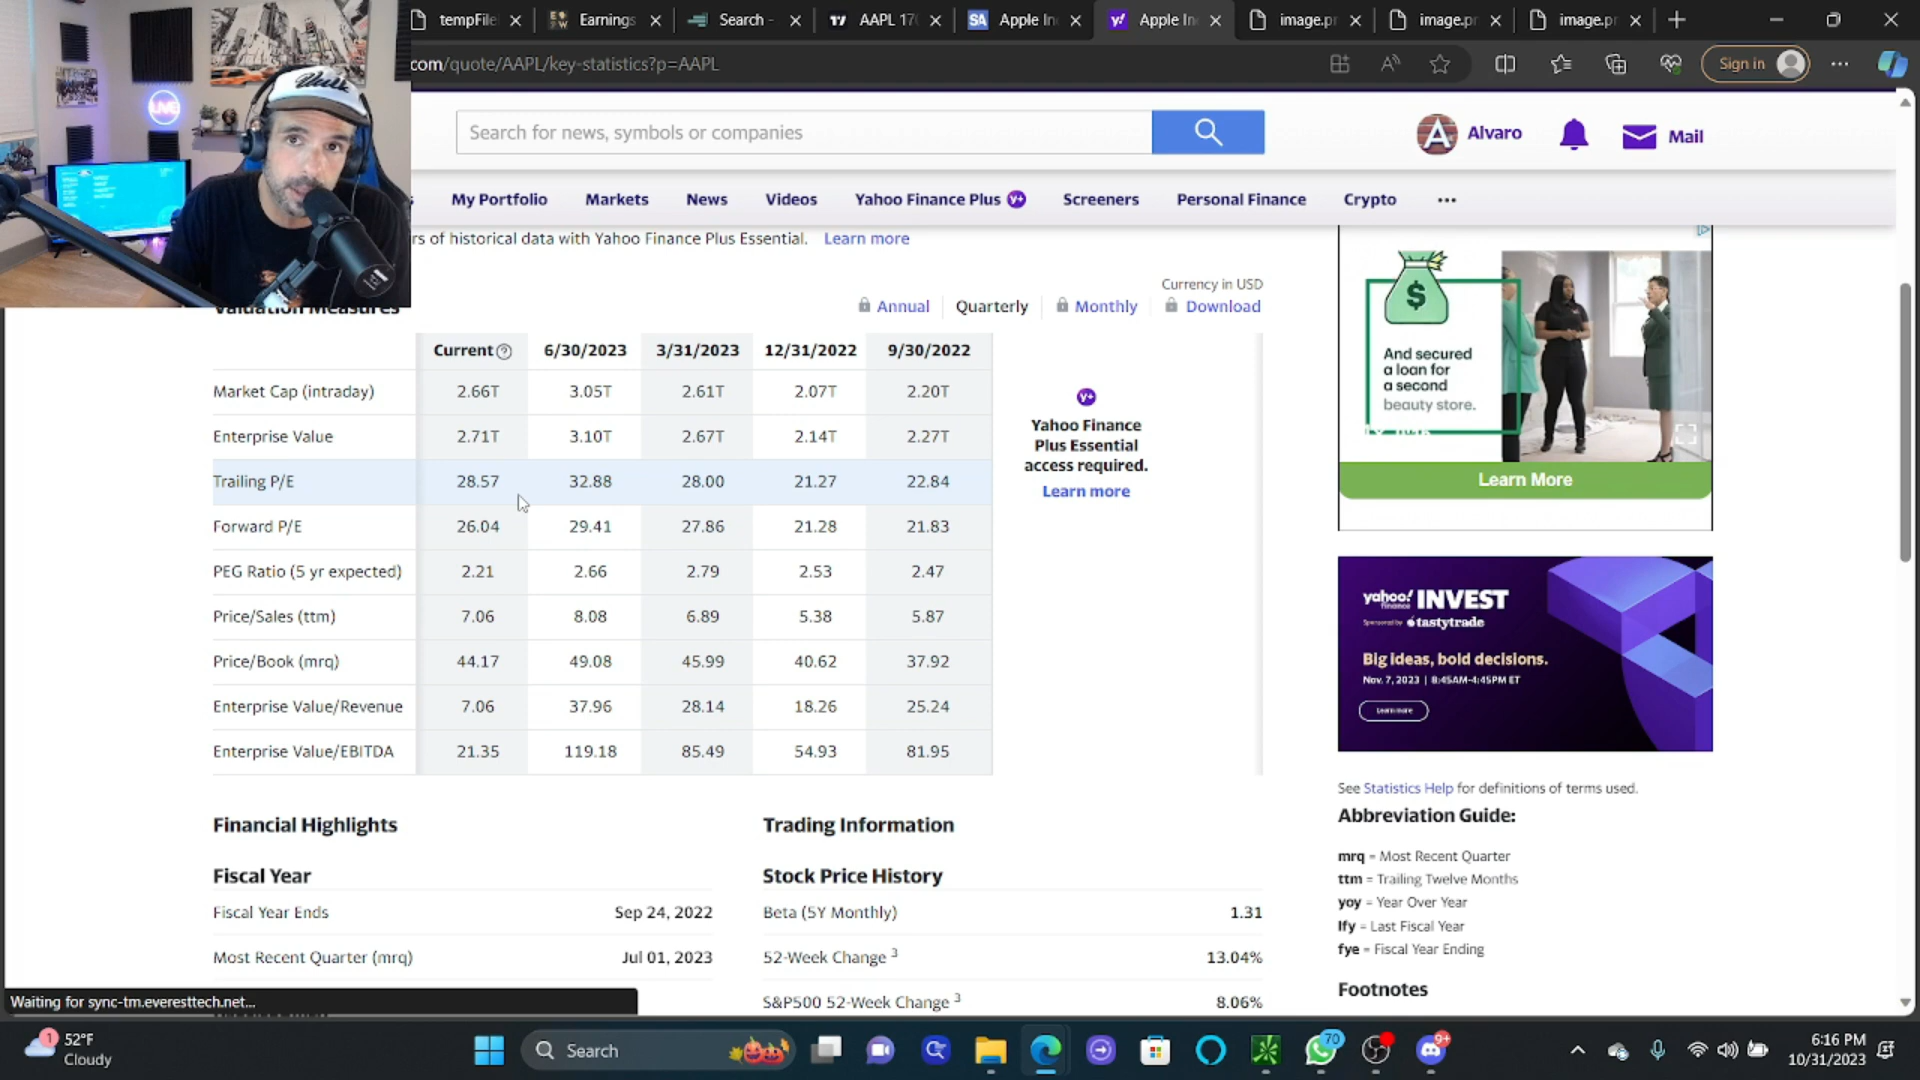 tempFile
Earnings
Search -
AAPL 170
Apple In
Apple In
image.pr
image.pr
image.pr
com/quote/AAPL/key-statistics?p=AAPL
Sign in
LIVE
Search for news, symbols or companies
Alvaro
Mail
My Portfolio
Markets
News
Videos
Yahoo Finance Plus
Screeners
Personal Finance
Crypto
rs of historical data with Yahoo Finance Plus Essential. Learn more
Currency in USD
Valuation Measures
Annual
Quarterly
Monthly
Download
Current 6/30/2023 3/31/2023 12/31/2022 9/30/2022
Market Cap (intraday) 2.66T 3.05T 2.61T 2.07T 2.20T
Enterprise Value 2.71T 3.10T 2.67T 2.14T 2.27T
Trailing P/E 28.57 32.88 28.00 21.27 22.84
Forward P/E 26.04 29.41 27.86 21.28 21.83
PEG Ratio (5 yr expected) 2.21 2.66 2.79 2.53 2.47
Price/Sales (ttm) 7.06 8.08 6.89 5.38 5.87
Price/Book (mrq) 44.17 49.08 45.99 40.62 37.92
Enterprise Value/Revenue 7.06 37.96 28.14 18.26 25.24
Enterprise Value/EBITDA 21.35 119.18 85.49 54.93 81.95
Yahoo Finance
Plus Essential
access required.
Learn more
And secured
a loan for
a second
beauty store.
Learn More
yahoo! finance INVEST
Sponsored by tastytrade
Big ideas, bold decisions.
Nov. 7, 2023 | 8:45AM-4:45PM ET
Learn more
See Statistics Help for definitions of terms used.
Abbreviation Guide:
mrq = Most Recent Quarter
ttm = Trailing Twelve Months
yoy = Year Over Year
lfy = Last Fiscal Year
fye = Fiscal Year Ending
Footnotes
Financial Highlights
Fiscal Year
Fiscal Year Ends Sep 24, 2022
Most Recent Quarter (mrq) Jul 01, 2023
Trading Information
Stock Price History
Beta (5Y Monthly) 1.31
52-Week Change 3 13.04%
S&P500 52-Week Change 3 8.06%
Waiting for sync-tm.everesttech.net...
1
52°F
Cloudy
Search
70
9+
6:16 PM
10/31/2023